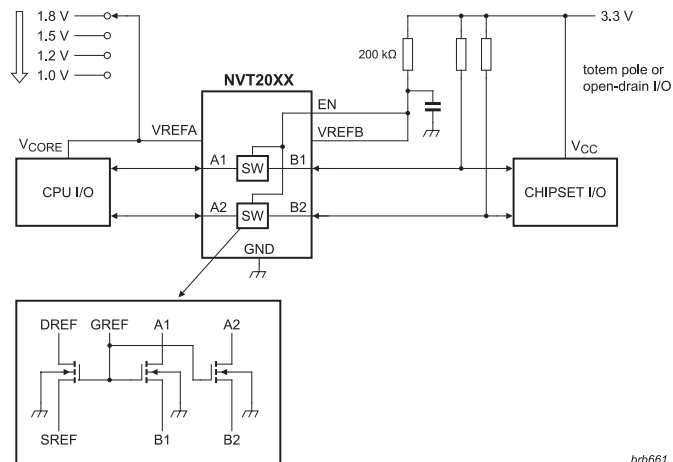 1.8 V
1.5 V
1.2 V
1.0 V
3.3 V
200 kΩ
totem pole or
open-drain I/O
NVT20XX
EN
VREFA
VREFB
VCORE
VCC
A1
SW
B1
CPU I/O
CHIPSET I/O
A2
SW
B2
GND
DREF GREF A1 A2
SREF B1 B2
brb661